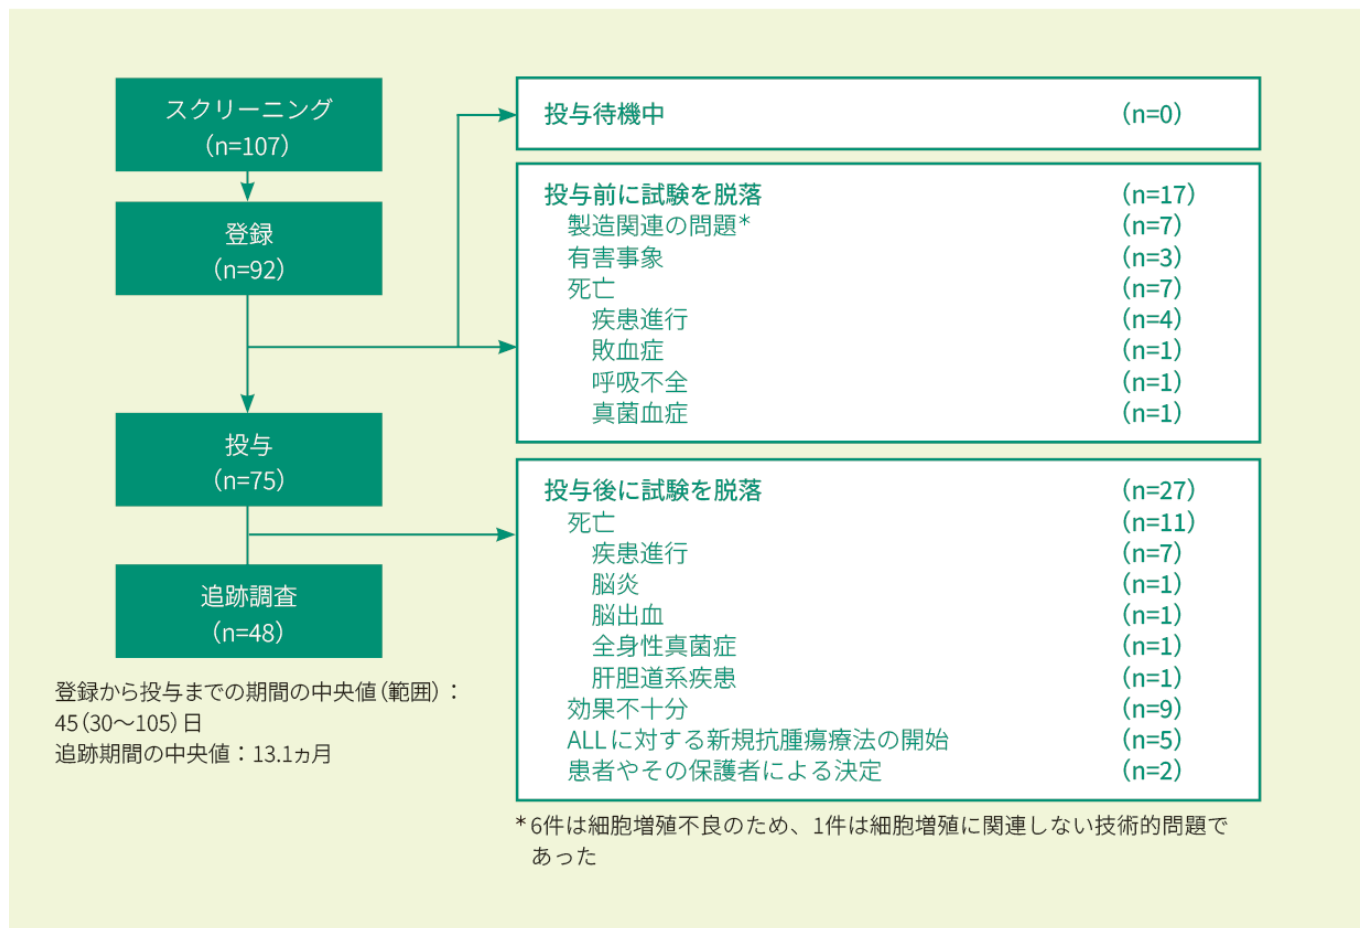 スクリーニング
（n=107）
登録
（n=92）
投与
（n=75）
追跡調査
（n=48）
登録から投与までの期間の中央値（範囲）：
45（30～105）日
追跡期間の中央値：13.1ヵ月
投与待機中 （n=0）
投与前に試験を脱落 （n=17）
製造関連の問題＊ （n=7）
有害事象 （n=3）
死亡 （n=7）
疾患進行 （n=4）
敗血症 （n=1）
呼吸不全 （n=1）
真菌血症 （n=1）
投与後に試験を脱落 （n=27）
死亡 （n=11）
疾患進行 （n=7）
脳炎 （n=1）
脳出血 （n=1）
全身性真菌症 （n=1）
肝胆道系疾患 （n=1）
効果不十分 （n=9）
ALLに対する新規抗腫瘍療法の開始 （n=5）
患者やその保護者による決定 （n=2）
＊6件は細胞増殖不良のため、1件は細胞増殖に関連しない技術的問題で
あった